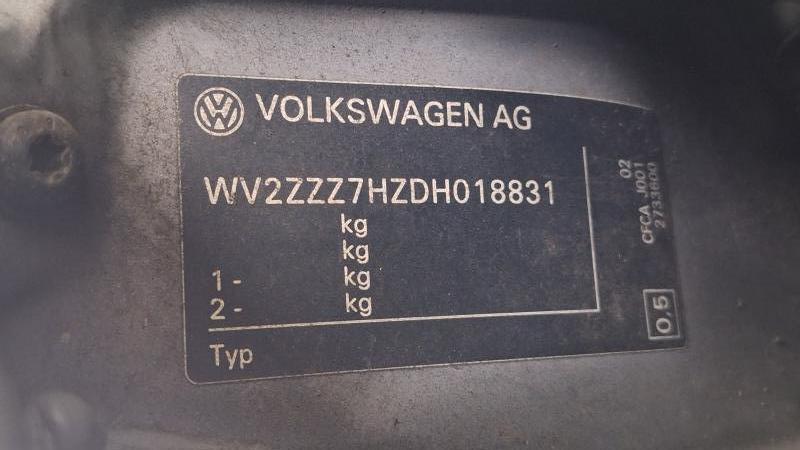 VOLKSWAGEN AG
WV2ZZZ7HZDH018831
kg
kg
1 - kg
2 - kg
Typ
02
CFCA J001
2733600
0,5